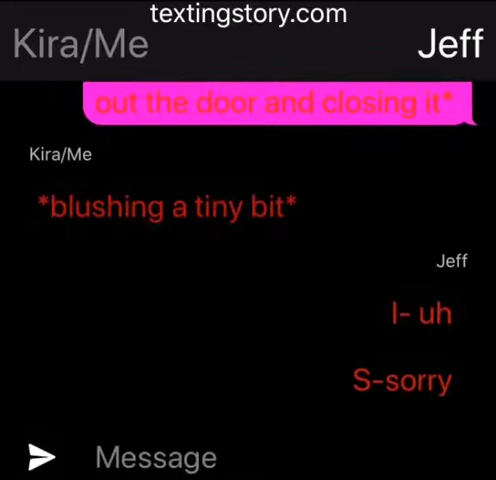 textingstory.com
Kira/Me
Jeff
out the door and closing it*
Kira/Me
*blushing a tiny bit*
Jeff
I- uh
S-sorry
Message